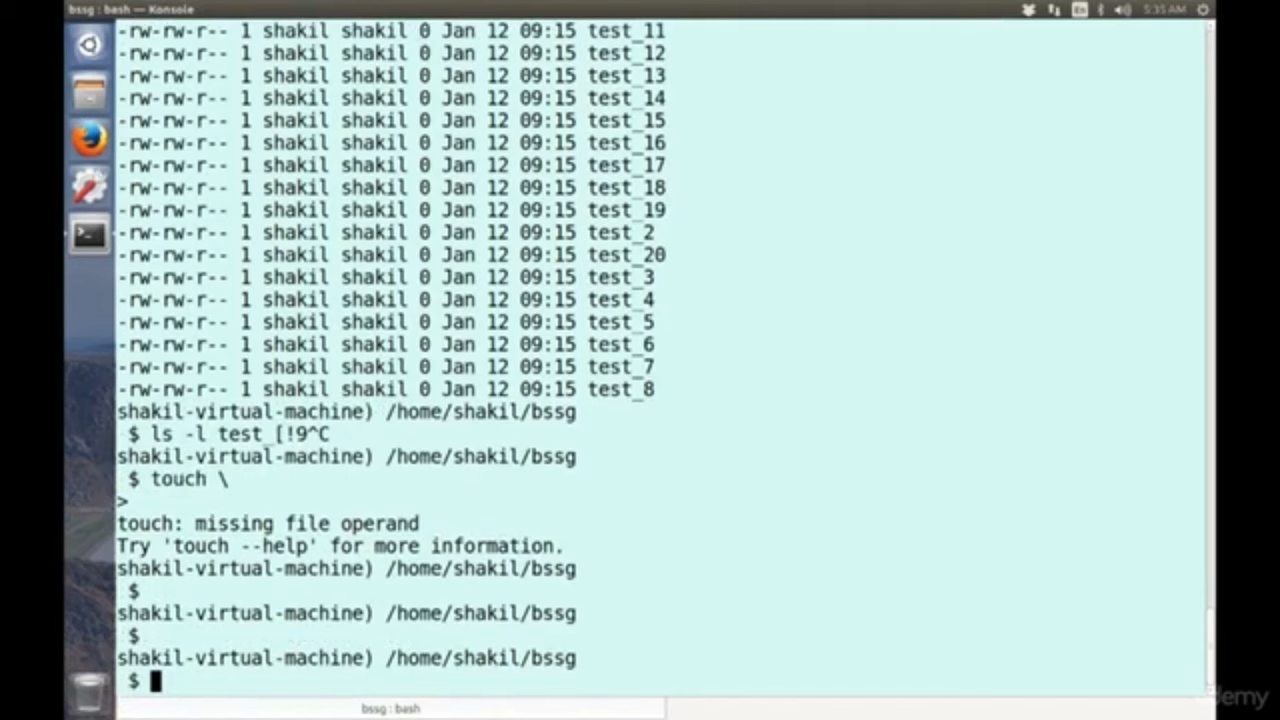 bssg : bash — Konsole
En
5:35 AM
-rw-rw-r-- 1 shakil shakil 0 Jan 12 09:15 test_11
-rw-rw-r-- 1 shakil shakil 0 Jan 12 09:15 test_12
-rw-rw-r-- 1 shakil shakil 0 Jan 12 09:15 test_13
-rw-rw-r-- 1 shakil shakil 0 Jan 12 09:15 test_14
-rw-rw-r-- 1 shakil shakil 0 Jan 12 09:15 test_15
-rw-rw-r-- 1 shakil shakil 0 Jan 12 09:15 test_16
-rw-rw-r-- 1 shakil shakil 0 Jan 12 09:15 test_17
-rw-rw-r-- 1 shakil shakil 0 Jan 12 09:15 test_18
-rw-rw-r-- 1 shakil shakil 0 Jan 12 09:15 test_19
-rw-rw-r-- 1 shakil shakil 0 Jan 12 09:15 test_2
-rw-rw-r-- 1 shakil shakil 0 Jan 12 09:15 test_20
-rw-rw-r-- 1 shakil shakil 0 Jan 12 09:15 test_3
-rw-rw-r-- 1 shakil shakil 0 Jan 12 09:15 test_4
-rw-rw-r-- 1 shakil shakil 0 Jan 12 09:15 test_5
-rw-rw-r-- 1 shakil shakil 0 Jan 12 09:15 test_6
-rw-rw-r-- 1 shakil shakil 0 Jan 12 09:15 test_7
-rw-rw-r-- 1 shakil shakil 0 Jan 12 09:15 test_8
shakil-virtual-machine) /home/shakil/bssg
$ ls -l test_[!9^C
shakil-virtual-machine) /home/shakil/bssg
$ touch \
>
touch: missing file operand
Try 'touch --help' for more information.
shakil-virtual-machine) /home/shakil/bssg
$
shakil-virtual-machine) /home/shakil/bssg
$
shakil-virtual-machine) /home/shakil/bssg
$
bssg : bash
demy